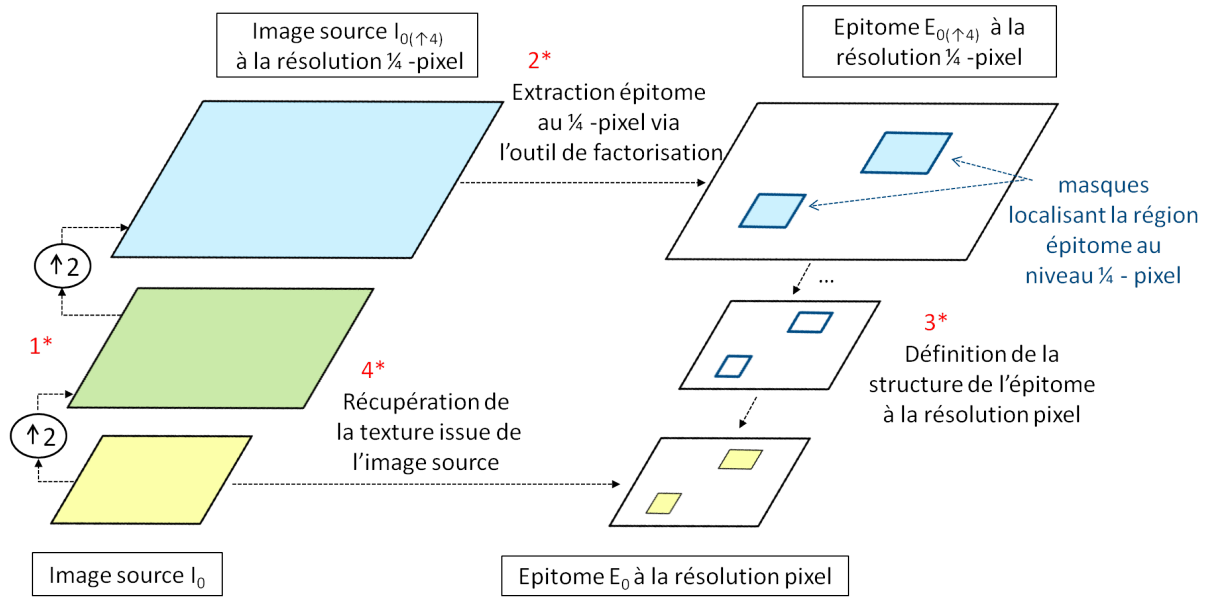 Image source I₀(↑4)
à la résolution ¼ -pixel
Epitome E₀(↑4) à la
résolution ¼ -pixel
2*
Extraction épitome
au ¼ -pixel via
l’outil de factorisation
masques
localisant la région
épitome au
niveau ¼ - pixel
↑2
...
1*
3*
Définition de la
structure de l’épitome
à la résolution pixel
4*
Récupération de
la texture issue de
l’image source
↑2
Image source I₀
Epitome E₀ à la résolution pixel